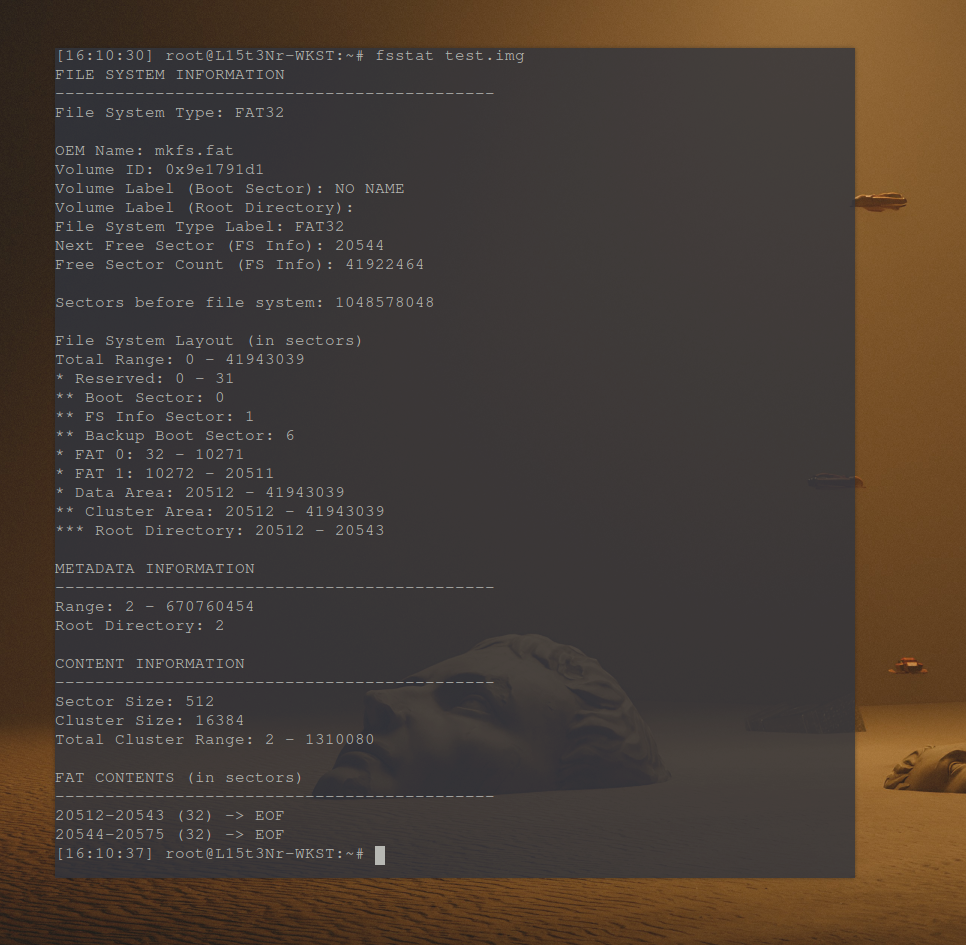 [16:10:30] root@L15t3Nr-WKST:~# fsstat test.img
FILE SYSTEM INFORMATION
--------------------------------------------
File System Type: FAT32
OEM Name: mkfs.fat
Volume ID: 0x9e1791d1
Volume Label (Boot Sector): NO NAME
Volume Label (Root Directory):
File System Type Label: FAT32
Next Free Sector (FS Info): 20544
Free Sector Count (FS Info): 41922464
Sectors before file system: 1048578048
File System Layout (in sectors)
Total Range: 0 - 41943039
* Reserved: 0 - 31
** Boot Sector: 0
** FS Info Sector: 1
** Backup Boot Sector: 6
* FAT 0: 32 - 10271
* FAT 1: 10272 - 20511
* Data Area: 20512 - 41943039
** Cluster Area: 20512 - 41943039
*** Root Directory: 20512 - 20543
METADATA INFORMATION
--------------------------------------------
Range: 2 - 670760454
Root Directory: 2
CONTENT INFORMATION
--------------------------------------------
Sector Size: 512
Cluster Size: 16384
Total Cluster Range: 2 - 1310080
FAT CONTENTS (in sectors)
--------------------------------------------
20512-20543 (32) -> EOF
20544-20575 (32) -> EOF
[16:10:37] root@L15t3Nr-WKST:~#